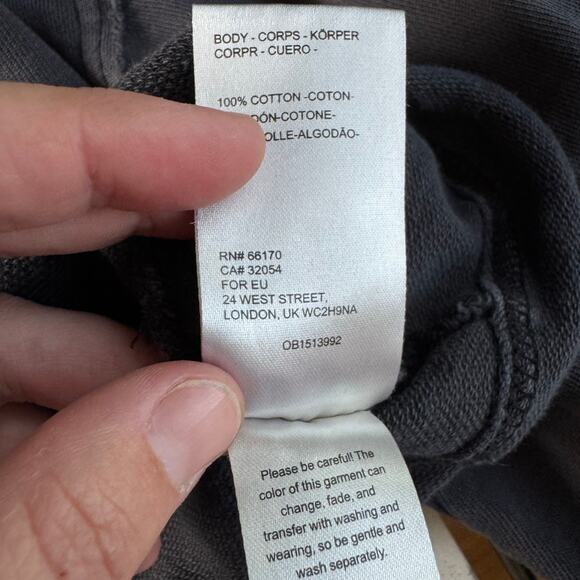 BODY - CORPS - KÖRPER
CORPR - CUERO -
100% COTTON -COTON-
-COTONE-
-ALGODÃO-
RN# 66170
CA# 32054
FOR EU
24 WEST STREET,
LONDON, UK WC2H9NA
OB1513992
Please be careful! The
color of this garment can
change, fade, and
transfer with washing and
wearing, so be gentle and
wash separately.